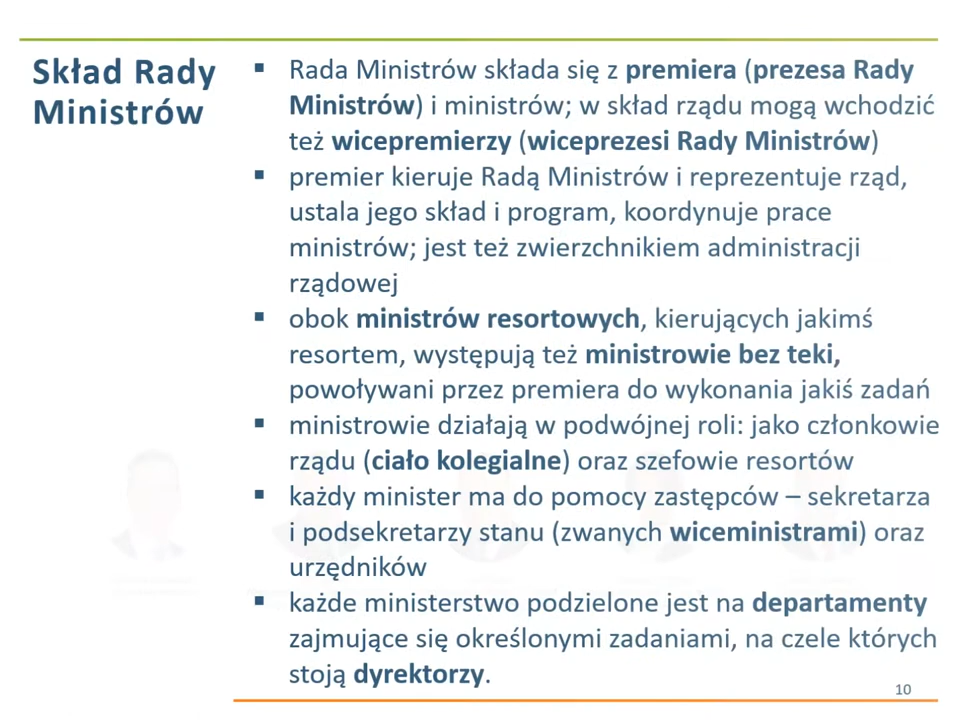 Skład Rady
Ministrów
▪ Rada Ministrów składa się z premiera (prezesa Rady
Ministrów) i ministrów; w skład rządu mogą wchodzić
też wicepremierzy (wiceprezesi Rady Ministrów)
▪ premier kieruje Radą Ministrów i reprezentuje rząd,
ustala jego skład i program, koordynuje prace
ministrów; jest też zwierzchnikiem administracji
rządowej
▪ obok ministrów resortowych, kierujących jakimś
resortem, występują też ministrowie bez teki,
powoływani przez premiera do wykonania jakiś zadań
▪ ministrowie działają w podwójnej roli: jako członkowie
rządu (ciało kolegialne) oraz szefowie resortów
▪ każdy minister ma do pomocy zastępców – sekretarza
i podsekretarzy stanu (zwanych wiceministrami) oraz
urzędników
▪ każde ministerstwo podzielone jest na departamenty
zajmujące się określonymi zadaniami, na czele których
stoją dyrektorzy.
10